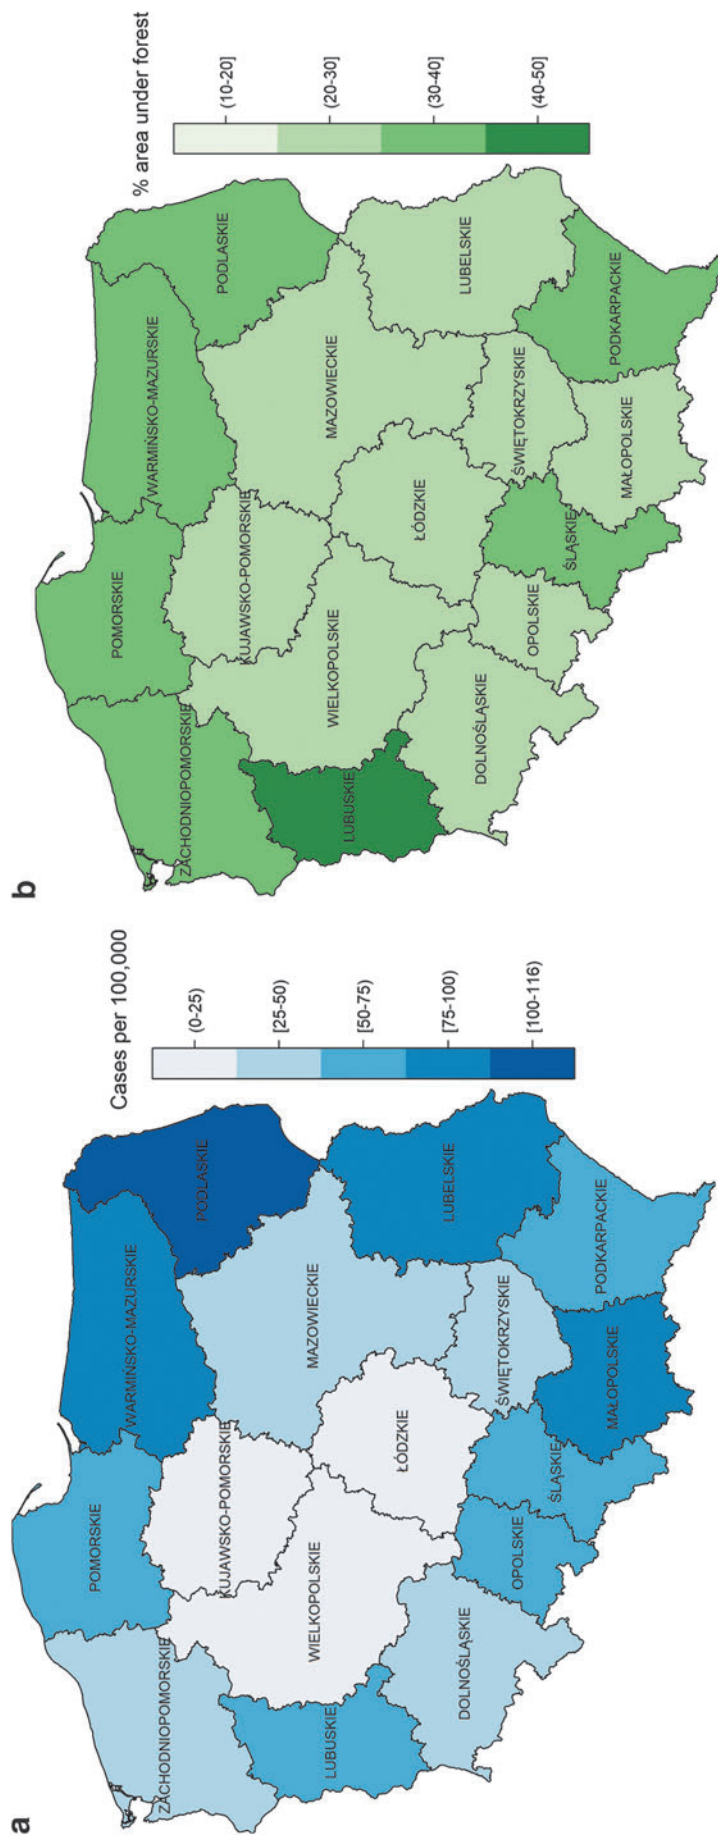 a
Cases per 100,000
(0-25)
[25-50)
[50-75)
[75-100)
[100-116)
ZACHODNIOPOMORSKIE
POMORSKIE
WARMIŃSKO-MAZURSKIE
PODLASKIE
KUJAWSKO-POMORSKIE
MAZOWIECKIE
WIELKOPOLSKIE
LUBUSKIE
ŁÓDZKIE
LUBELSKIE
DOLNOŚLĄSKIE
OPOLSKIE
ŚLĄSKIE
ŚWIĘTOKRZYSKIE
MAŁOPOLSKIE
PODKARPACKIE
b
% area under forest
(10-20)
(20-30)
(30-40)
(40-50)
ZACHODNIOPOMORSKIE
POMORSKIE
WARMIŃSKO-MAZURSKIE
PODLASKIE
KUJAWSKO-POMORSKIE
MAZOWIECKIE
WIELKOPOLSKIE
LUBUSKIE
ŁÓDZKIE
LUBELSKIE
DOLNOŚLĄSKIE
OPOLSKIE
ŚLĄSKIE
ŚWIĘTOKRZYSKIE
MAŁOPOLSKIE
PODKARPACKIE